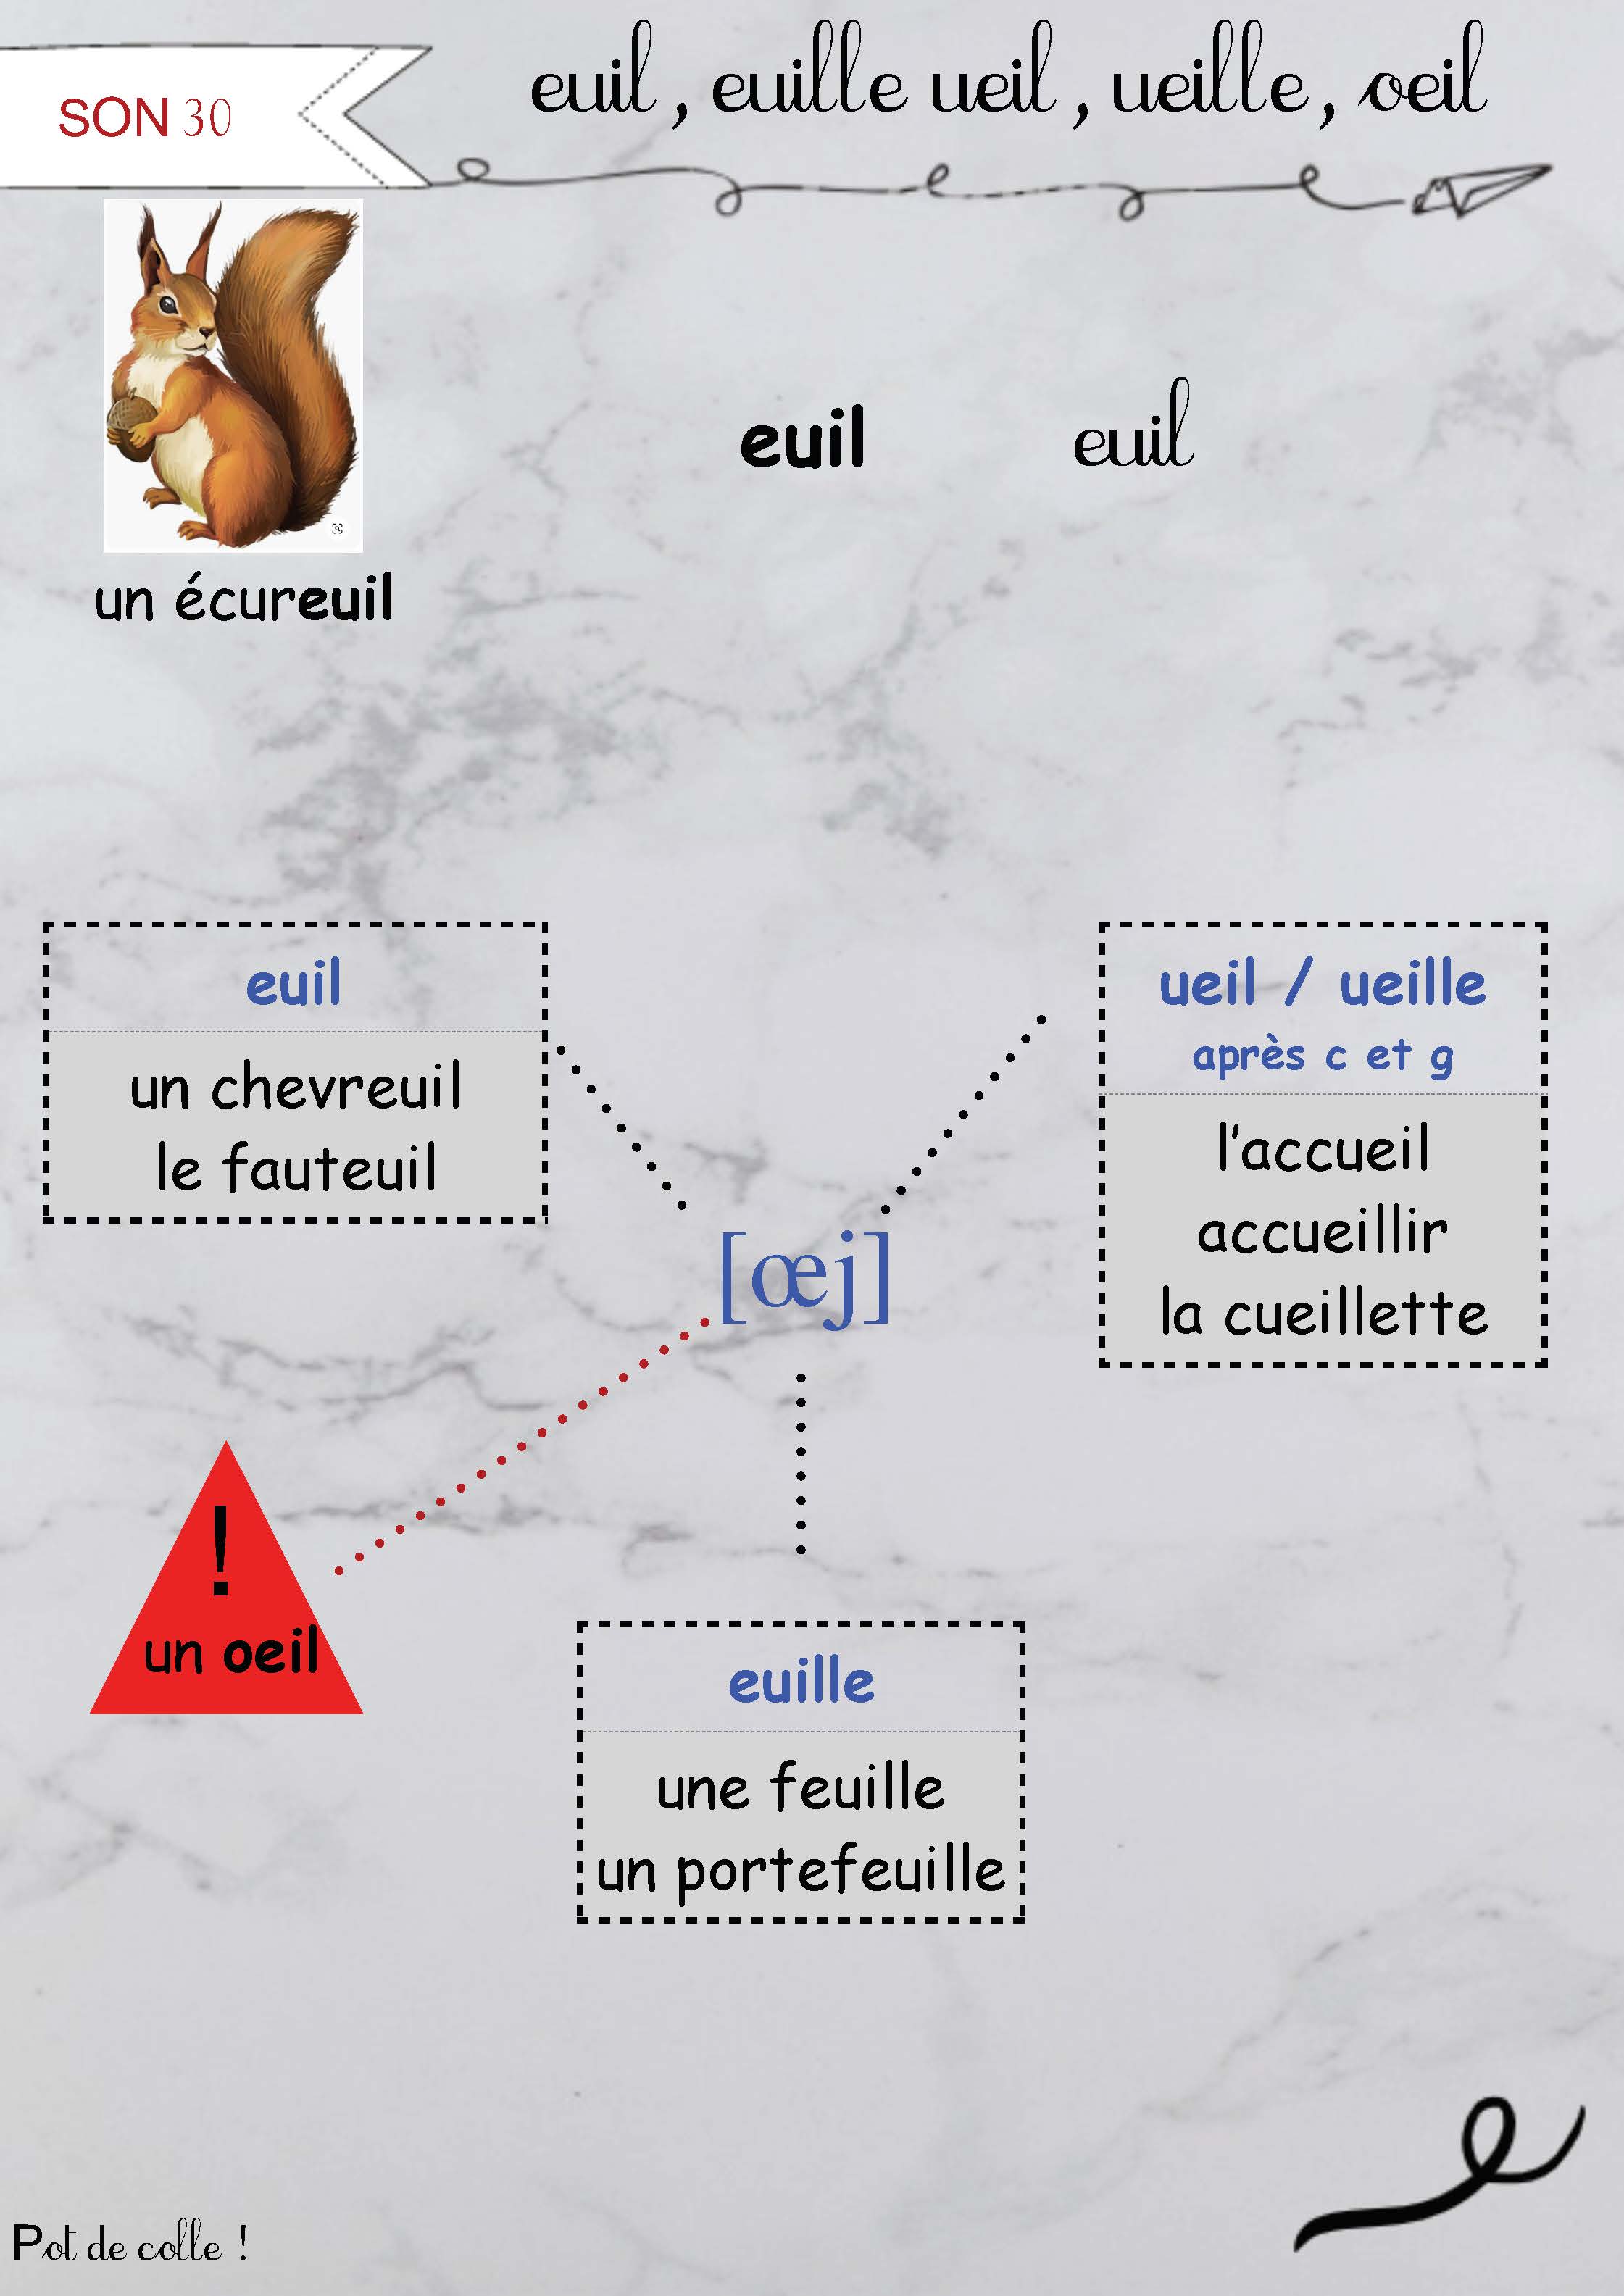 SON 30
euil, euille ueil, ueille, oeil
euil euil
un écureuil
euil
un chevreuil
le fauteuil
ueil / ueille
après c et g
l'accueil
accueillir
la cueillette
[œj]
!
un oeil
euille
une feuille
un portefeuille
Pot de colle !